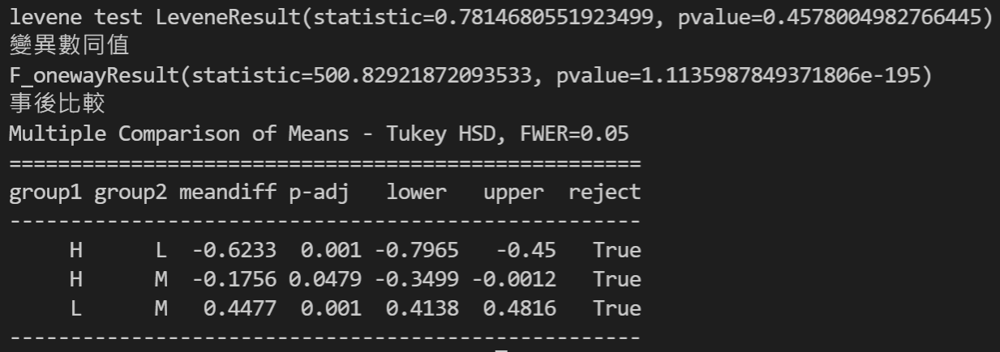 levene test LeveneResult(statistic=0.7814680551923499, pvalue=0.4578004982766445)
變異數同值
F_onewayResult(statistic=500.82921872093533, pvalue=1.1135987849371806e-195)
事後比較
Multiple Comparison of Means - Tukey HSD, FWER=0.05
====================================================
group1 group2 meandiff p-adj   lower   upper  reject
----------------------------------------------------
     H      L  -0.6233  0.001 -0.7965   -0.45   True
     H      M  -0.1756 0.0479 -0.3499 -0.0012   True
     L      M   0.4477  0.001  0.4138  0.4816   True
----------------------------------------------------